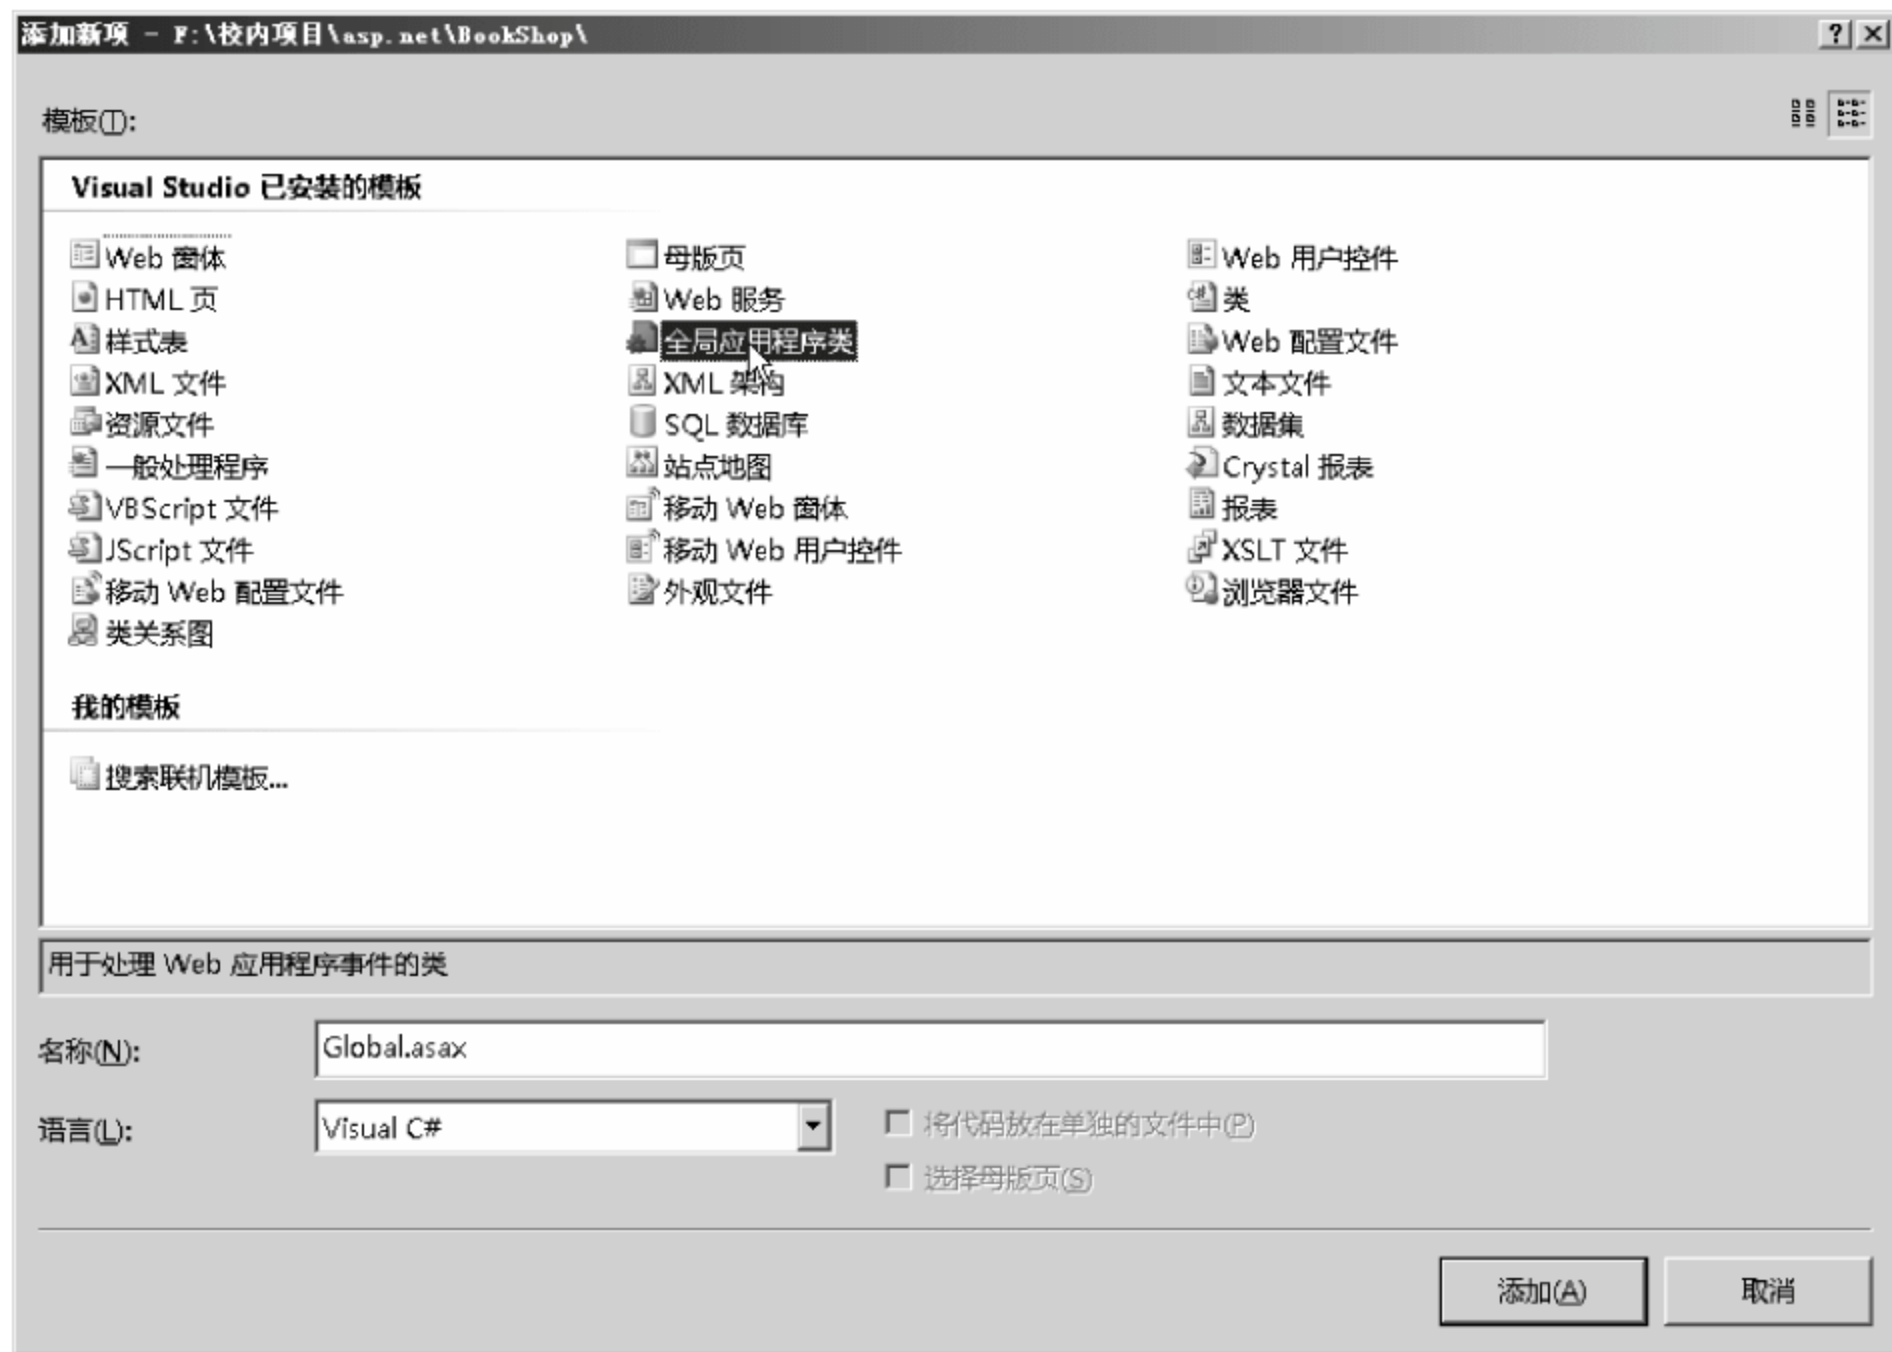 添加新项 - F:\校内项目\asp.net\BookShop\
模板(T):
Visual Studio 已安装的模板
Web 窗体 母版页 Web 用户控件
HTML 页 Web 服务 类
样式表 全局应用程序类 Web 配置文件
XML 文件 XML 架构 文本文件
资源文件 SQL 数据库 数据集
一般处理程序 站点地图 Crystal 报表
VBScript 文件 移动 Web 窗体 报表
JScript 文件 移动 Web 用户控件 XSLT 文件
移动 Web 配置文件 外观文件 浏览器文件
类关系图
我的模板
搜索联机模板...
用于处理 Web 应用程序事件的类
名称(N): Global.asax
语言(L): Visual C# 将代码放在单独的文件中(P)
选择母版页(S)
添加(A) 取消